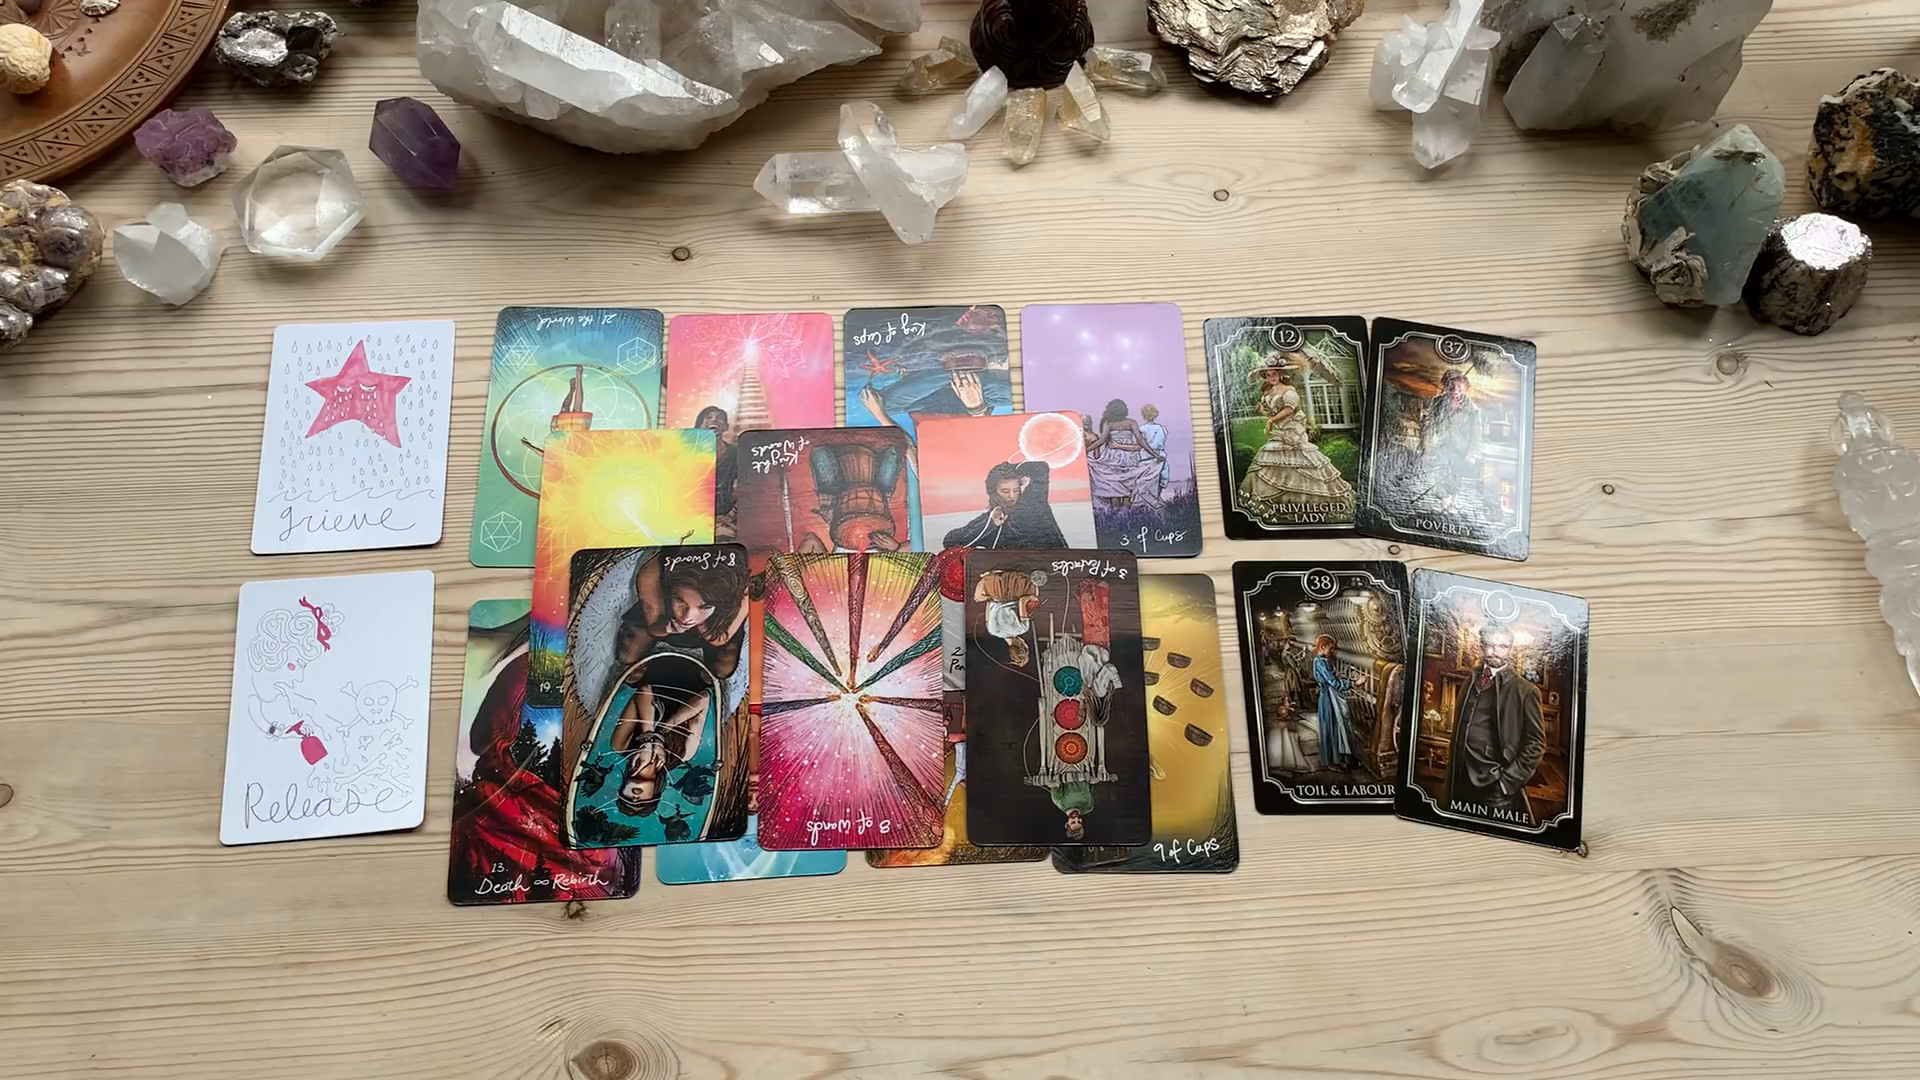 grieve
Release
21. the World
King of Cups
3 of Cups
Knight
of Wands
19
8 of Swords
8 of Wands
3 of Pentacles
2
13.
Death ∞ Rebirth
9 of Cups
12
PRIVILEGED
LADY
37
POVERTY
38
TOIL & LABOUR
1
MAIN MALE